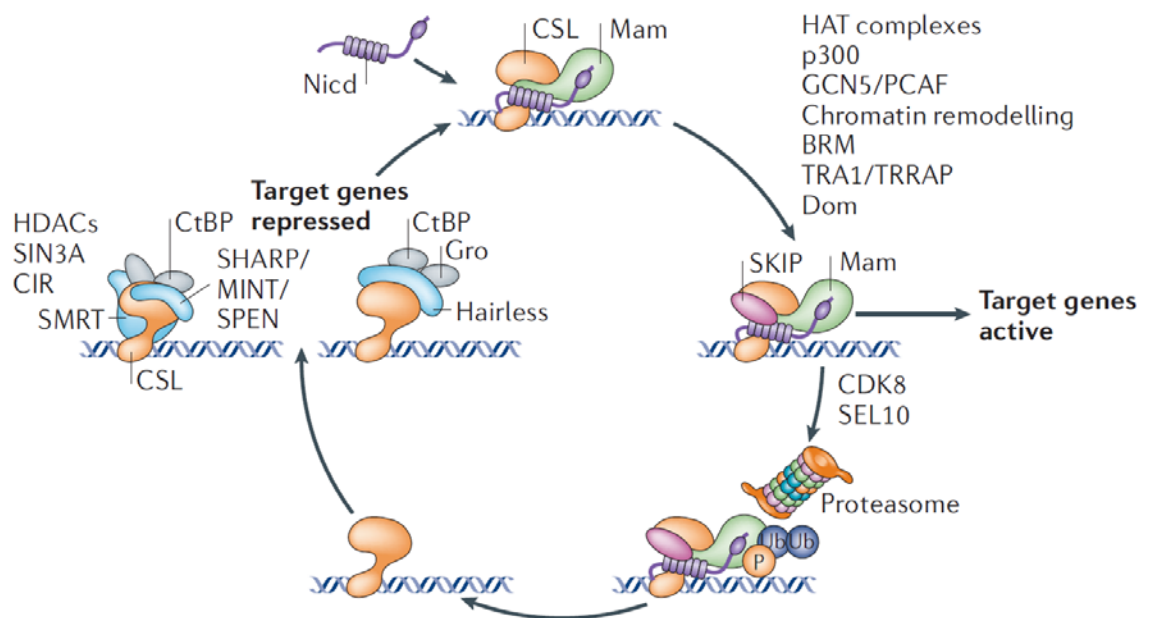 Nicd
CSL
Mam
HAT complexes
p300
GCN5/PCAF
Chromatin remodelling
BRM
TRA1/TRRAP
Dom
Target genes
repressed
HDACs
SIN3A
CIR
CtBP
SHARP/
MINT/
SPEN
SMRT
CSL
CtBP
Gro
Hairless
SKIP
Mam
Target genes
active
CDK8
SEL10
Proteasome
Ub
Ub
P